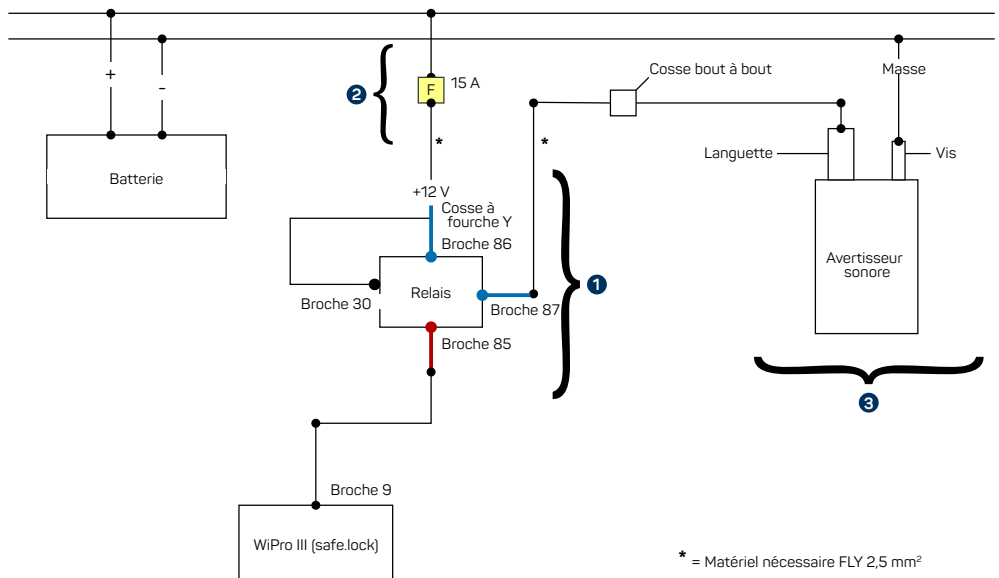 +
-
Batterie
2
F
15 A
*
+12 V
Cosse à
fourche Y
Broche 86
Broche 30
Relais
Broche 87
Broche 85
1
*
Cosse bout à bout
Masse
Languette
Vis
Avertisseur
sonore
3
Broche 9
WiPro III (safe.lock)
* = Matériel nécessaire FLY 2,5 mm²